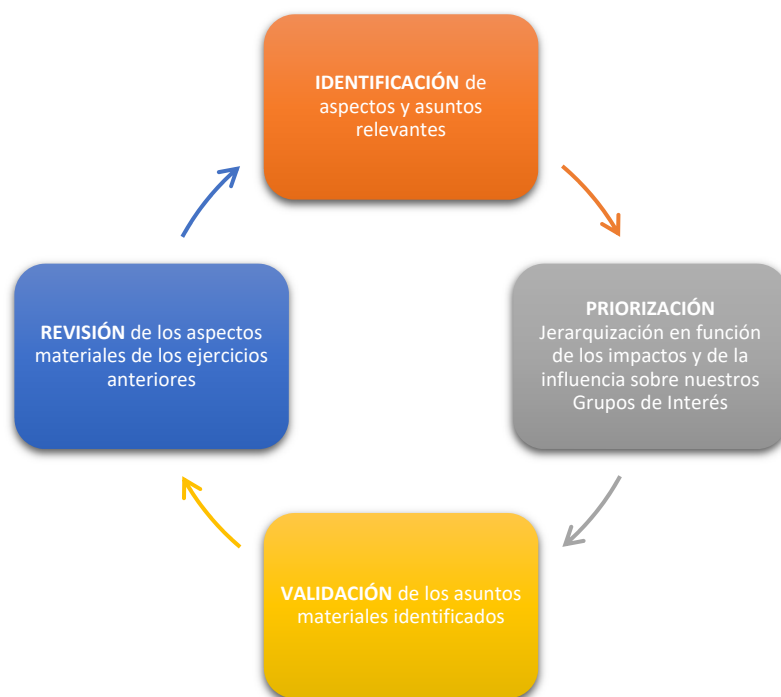 IDENTIFICACIÓN de
aspectos y asuntos
relevantes
PRIORIZACIÓN
Jerarquización en función
de los impactos y de la
influencia sobre nuestros
Grupos de Interés
VALIDACIÓN de los asuntos
materiales identificados
REVISIÓN de los aspectos
materiales de los ejercicios
anteriores